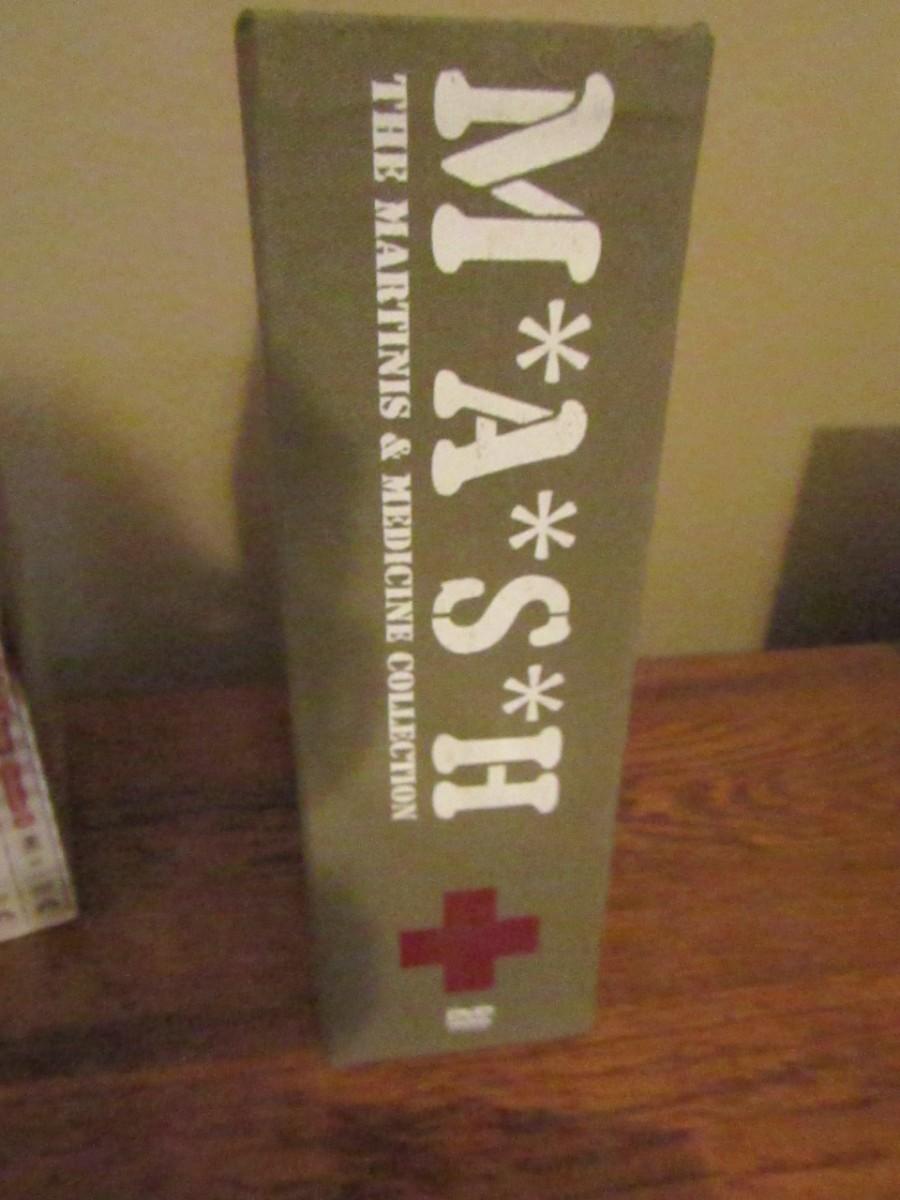 M*A*S*H
THE MARTINIS & MEDICINE COLLECTION
DVD